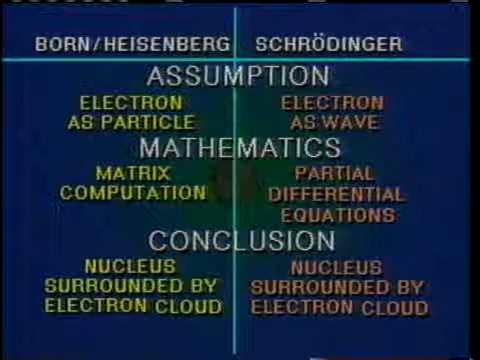 BORN/HEISENBERG SCHRÖDINGER
ASSUMPTION
ELECTRON
AS PARTICLE
ELECTRON
AS WAVE
MATHEMATICS
MATRIX
COMPUTATION
PARTIAL
DIFFERENTIAL
EQUATIONS
CONCLUSION
NUCLEUS
SURROUNDED BY
ELECTRON CLOUD
NUCLEUS
SURROUNDED BY
ELECTRON CLOUD